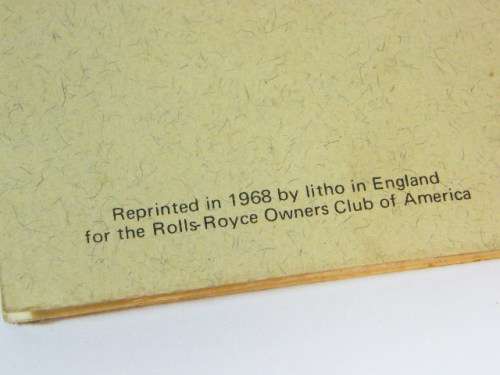 Reprinted in 1968 by litho in England
for the Rolls-Royce Owners Club of America